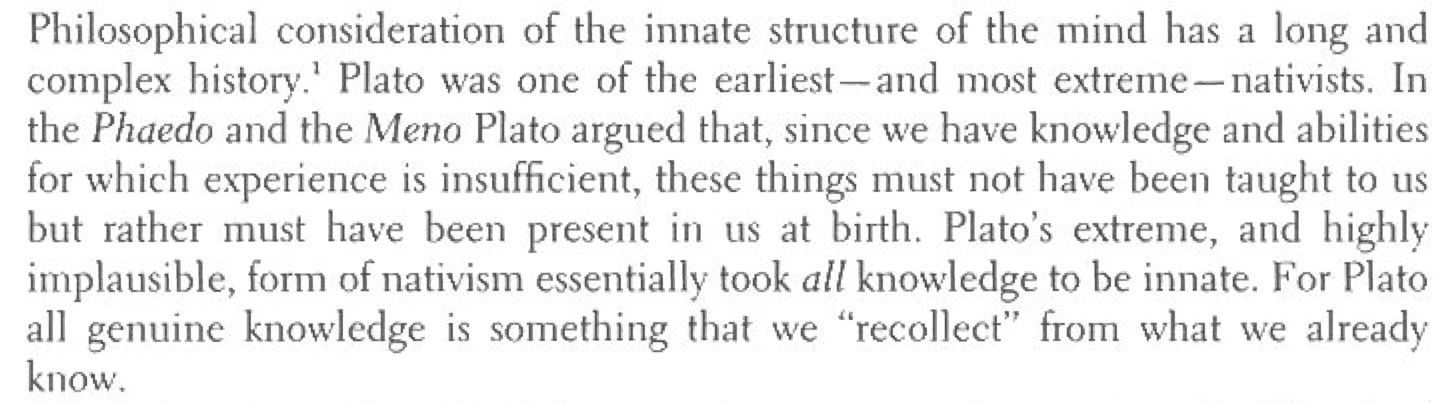 Philosophical consideration of the innate structure of the mind has a long and
complex history.¹ Plato was one of the earliest—and most extreme—nativists. In
the Phaedo and the Meno Plato argued that, since we have knowledge and abilities
for which experience is insufficient, these things must not have been taught to us
but rather must have been present in us at birth. Plato's extreme, and highly
implausible, form of nativism essentially took all knowledge to be innate. For Plato
all genuine knowledge is something that we "recollect" from what we already
know.